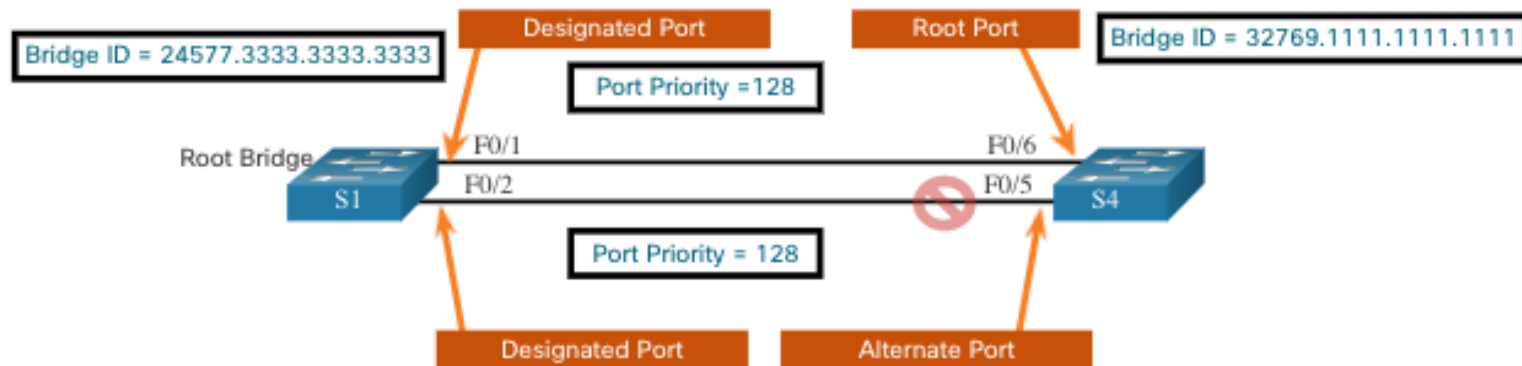 Designated Port
Root Port
Bridge ID = 24577.3333.3333.3333
Bridge ID = 32769.1111.1111.1111
Port Priority =128
F0/1
F0/6
Root Bridge
F0/2
F0/5
S1
S4
Port Priority = 128
Designated Port
Alternate Port